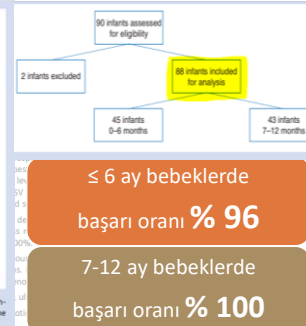 90 infants assessed
for eligibility
2 infants excluded
88 infants included
for analysis
45 infants
0–6 months
43 infants
7–12 months
≤ 6 ay bebeklerde
başarı oranı % 96
7-12 ay bebeklerde
başarı oranı % 100